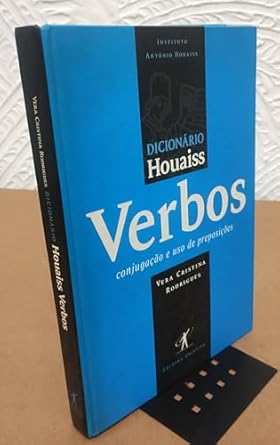 INSTITUTO
ANTÔNIO HOUAISS
DICIONÁRIO
Houaiss
Verbos
conjugação e uso de preposições
VERA CRISTINA
RODRIGUES
EDITORA OBJETIVA
VERA CRISTINA RODRIGUES
DICIONÁRIO Houaiss Verbos